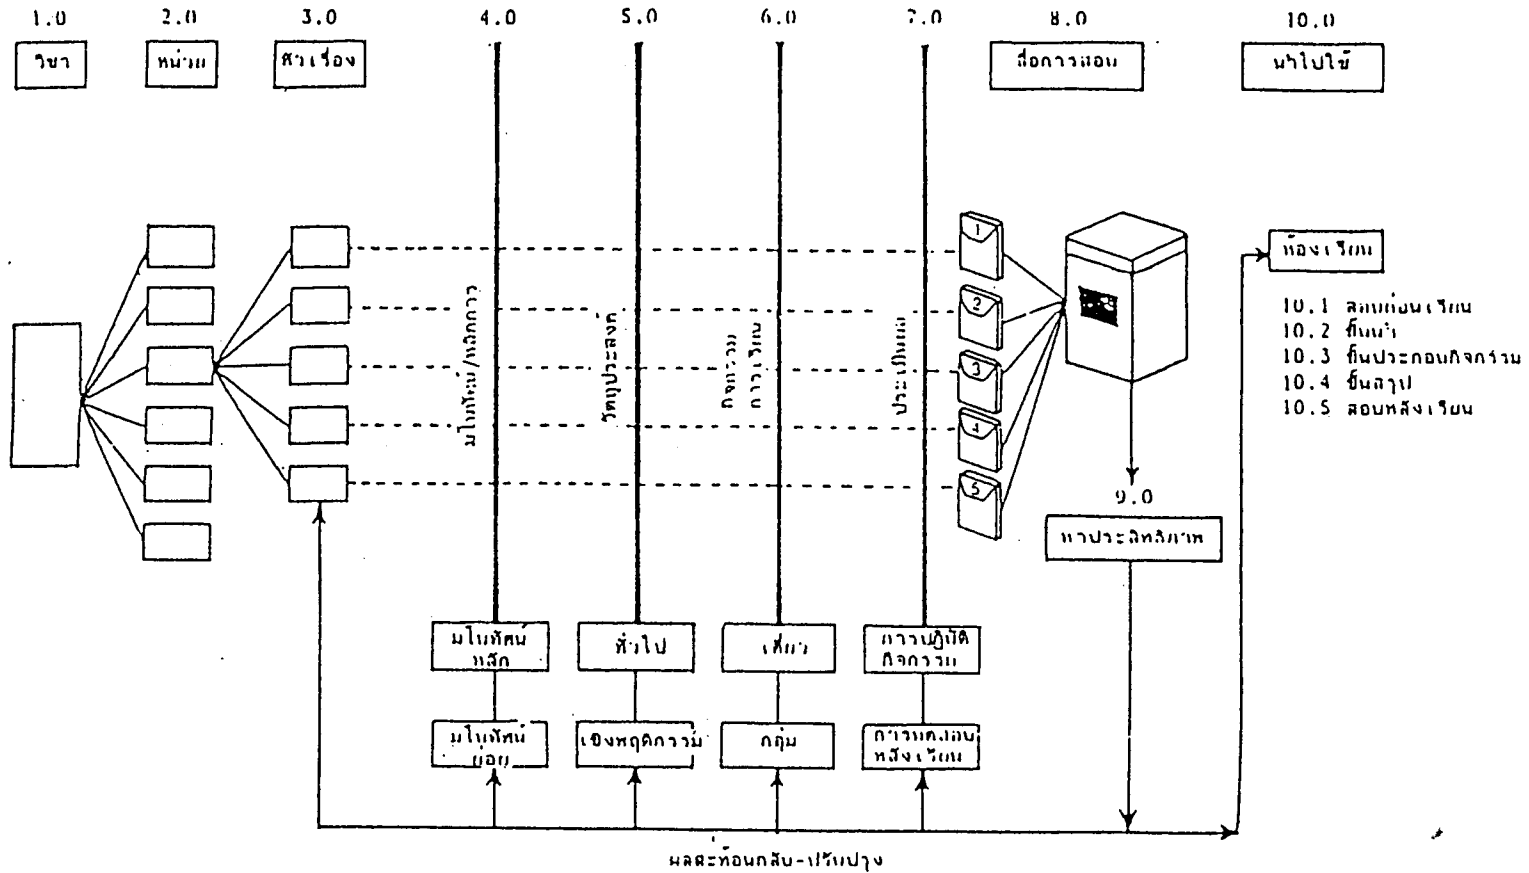 1.0 2.0 3.0 4.0 5.0 6.0 7.0 8.0 10.0
วิชา หน่วย หัวเรื่อง สื่อการสอน นำไปใช้
มโนทัศน์/หลักการ
วัตถุประสงค์
กิจกรรม
การเรียน
ประเมินผล
1
2
3
4
5
ห้องเรียน
10.1 สอบก่อนเรียน
10.2 ขั้นนำ
10.3 ขั้นประกอบกิจกรรม
10.4 ขั้นสรุป
10.5 สอบหลังเรียน
9.0
หาประสิทธิภาพ
มโนทัศน์
หลัก
ทั่วไป
เดี่ยว
การปฏิบัติ
กิจกรรม
มโนทัศน์
ย่อย
เชิงพฤติกรรม
กลุ่ม
การทดสอบ
หลังเรียน
ผลสะท้อนกลับ-ปรับปรุง